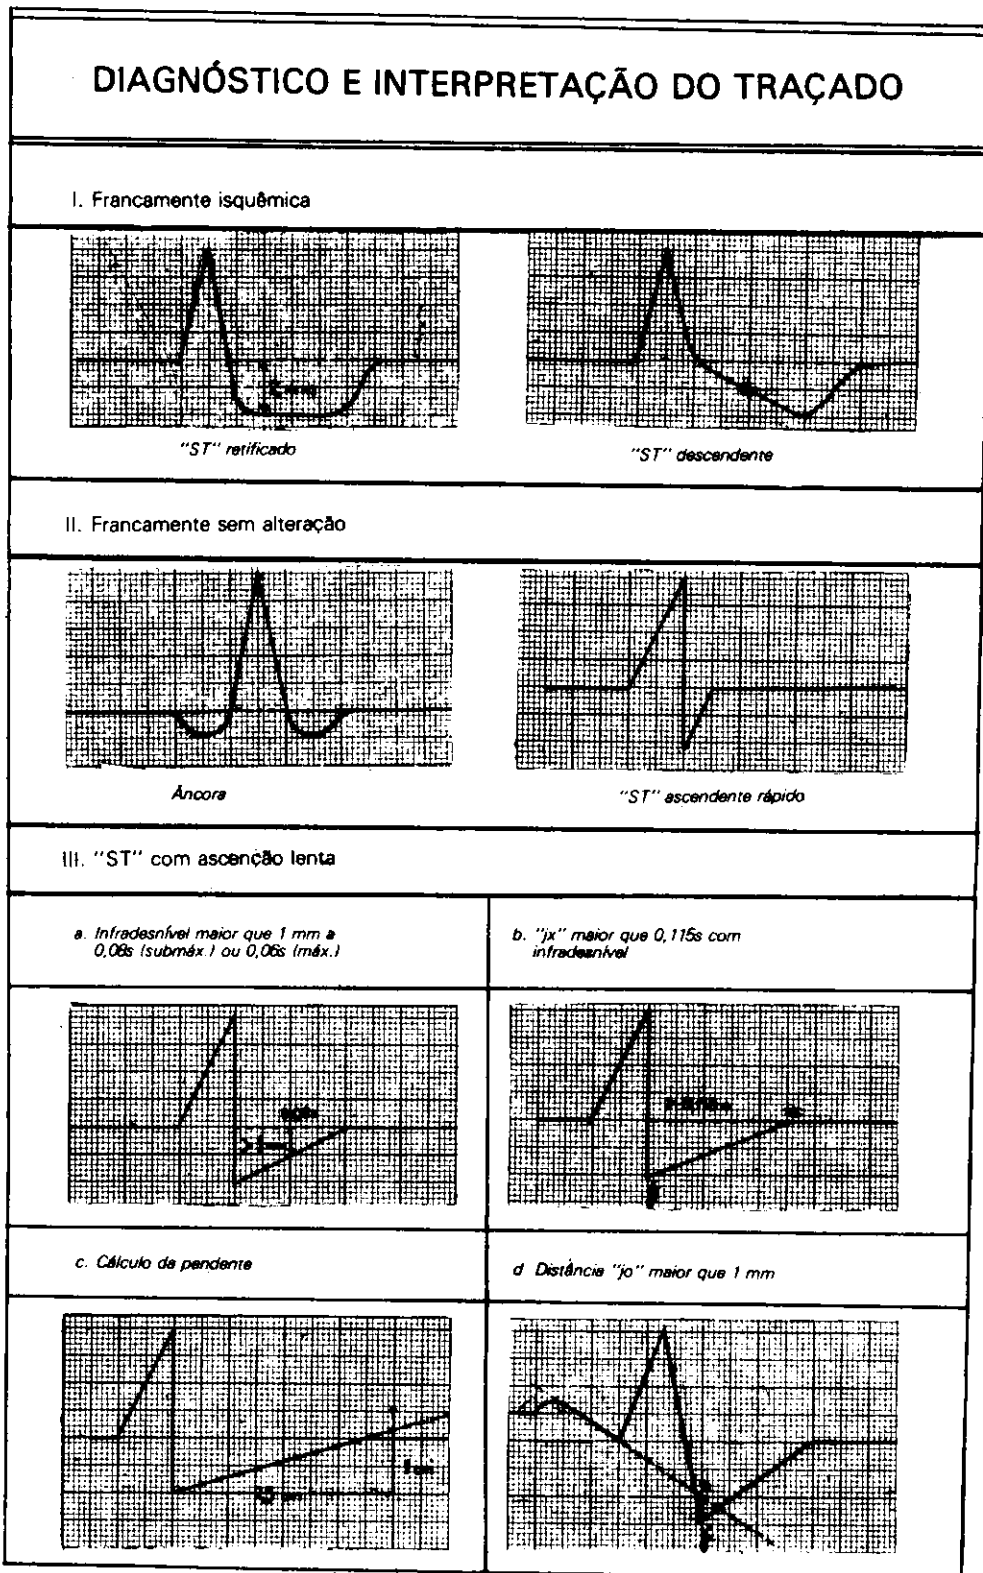 DIAGNÓSTICO E INTERPRETAÇÃO DO TRAÇADO
I. Francamente isquêmica
"ST" retificado
"ST" descendente
II. Francamente sem alteração
Âncora
"ST" ascendente rápido
III. "ST" com ascenção lenta
a. Infradesnível maior que 1 mm a
0,08s (submáx.) ou 0,06s (máx.)
b. "jx" maior que 0,115s com
infradesnível
c. Cálculo da pendente
d Distância "jo" maior que 1 mm